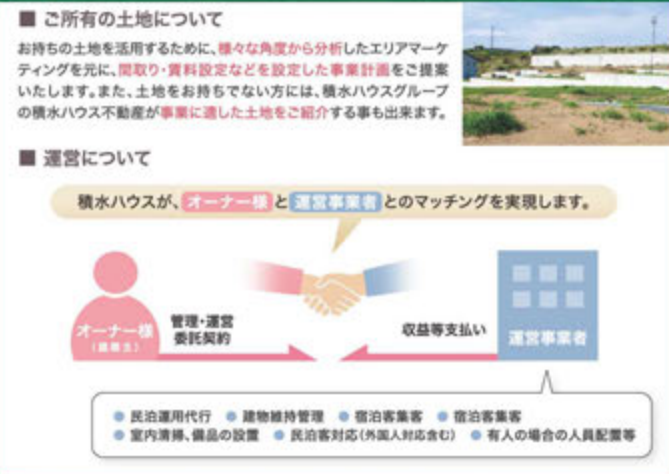 ■ ご所有の土地について
お持ちの土地を活用するために、様々な角度から分析したエリアマーケ
ティングを元に、間取り・賃料設定などを設定した事業計画をご提案
いたします。また、土地をお持ちでない方には、積水ハウスグループ
の積水ハウス不動産が事業に適した土地をご紹介する事も出来ます。
■ 運営について
積水ハウスが、オーナー様と運営事業者とのマッチングを実現します。
オーナー様
管理・運営
委託契約
収益等支払い
運営事業者
● 民泊運用代行 ● 建物維持管理 ● 宿泊客集客 ● 宿泊客集客
● 室内清掃、備品の設置 ● 民泊客対応(外国人対応含む) ● 有人の場合の人員配置等